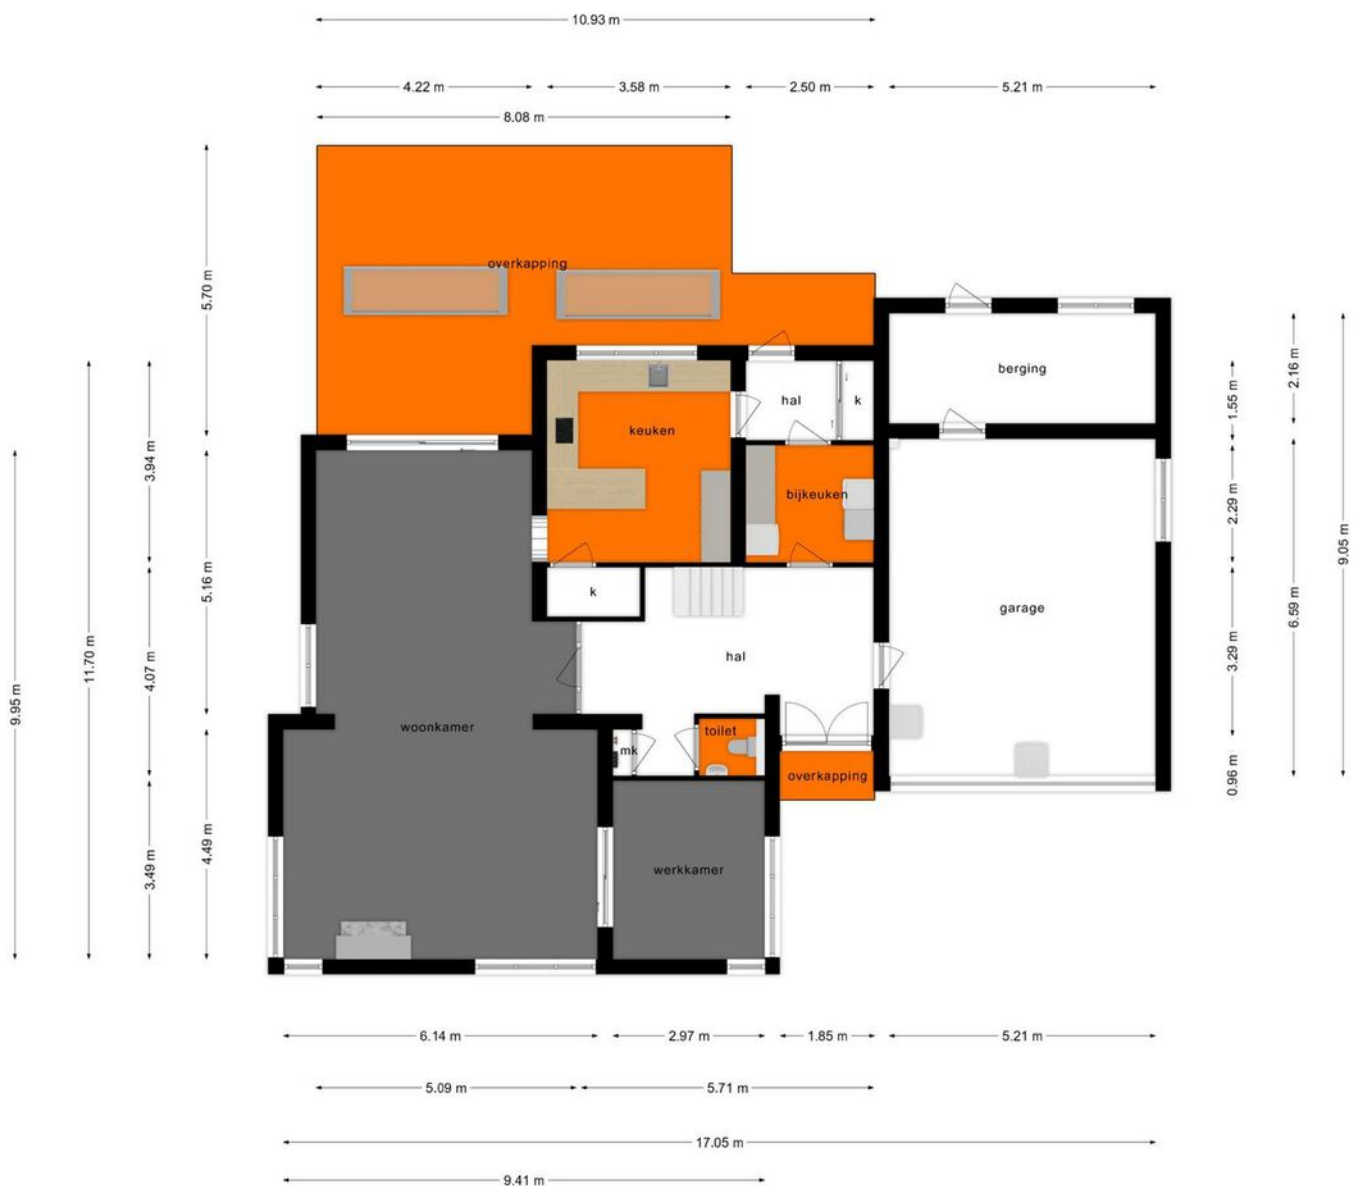 10.93 m
4.22 m 3.58 m 2.50 m 5.21 m
8.08 m
overkapping
5.70 m
3.94 m
5.16 m
11.70 m
4.07 m
9.95 m
3.49 m
4.49 m
keuken
hal
k
berging
bijkeuken
k
hal
garage
woonkamer
mk
toilet
overkapping
werkkamer
1.55 m
2.16 m
2.29 m
9.05 m
6.59 m
3.29 m
0.96 m
6.14 m 2.97 m 1.85 m 5.21 m
5.09 m 5.71 m
17.05 m
9.41 m